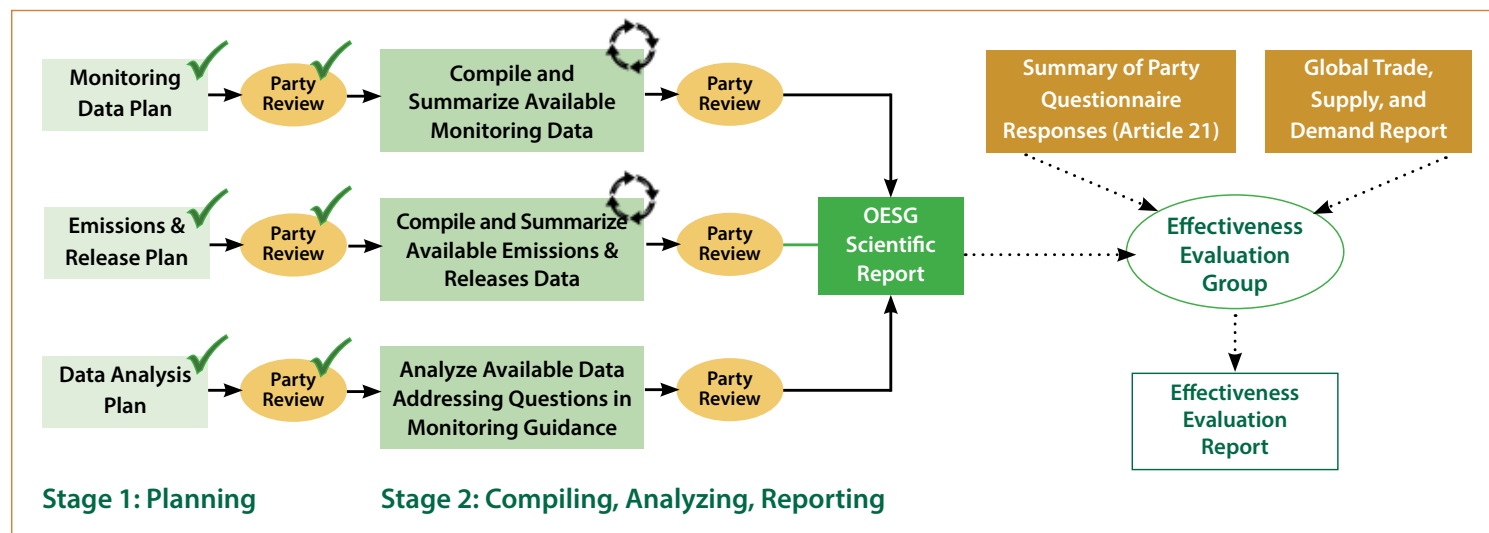 Monitoring
Data Plan
Party
Review
Compile and
Summarize Available
Monitoring Data
Party
Review
Summary of Party
Questionnaire
Responses (Article 21)
Global Trade,
Supply, and
Demand Report
Emissions &
Release Plan
Party
Review
Compile and Summarize
Available Emissions &
Releases Data
Party
Review
OESG
Scientific
Report
Effectiveness
Evaluation
Group
Data Analysis
Plan
Party
Review
Analyze Available Data
Addressing Questions in
Monitoring Guidance
Party
Review
Effectiveness
Evaluation
Report
Stage 1: Planning
Stage 2: Compiling, Analyzing, Reporting